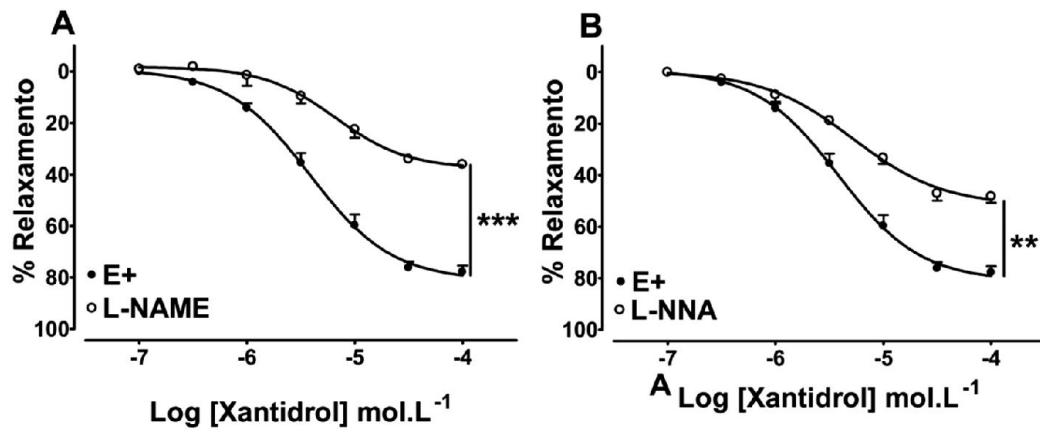 A
0
20
40
60
80
100
% Relaxamento
***
E+
L-NAME
-7
-6
-5
-4
Log [Xantidrol] mol.L⁻¹
B
0
20
40
60
80
100
% Relaxamento
**
E+
L-NNA
-7
-6
-5
-4
A
Log [Xantidrol] mol.L⁻¹